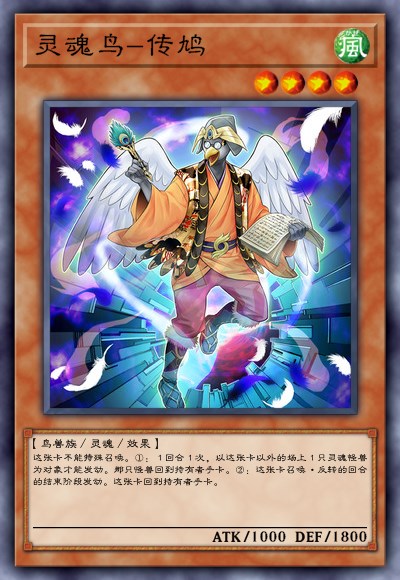 灵魂鸟-传鸠
風
【鸟兽族／灵魂／效果】
这张卡不能特殊召唤。①：1回合1次，以这张卡以外的场上1只灵魂怪兽
为对象才能发动。那只怪兽回到持有者手卡。②：这张卡召唤·反转的回合
的结束阶段发动。这张卡回到持有者手卡。
ATK/1000 DEF/1800